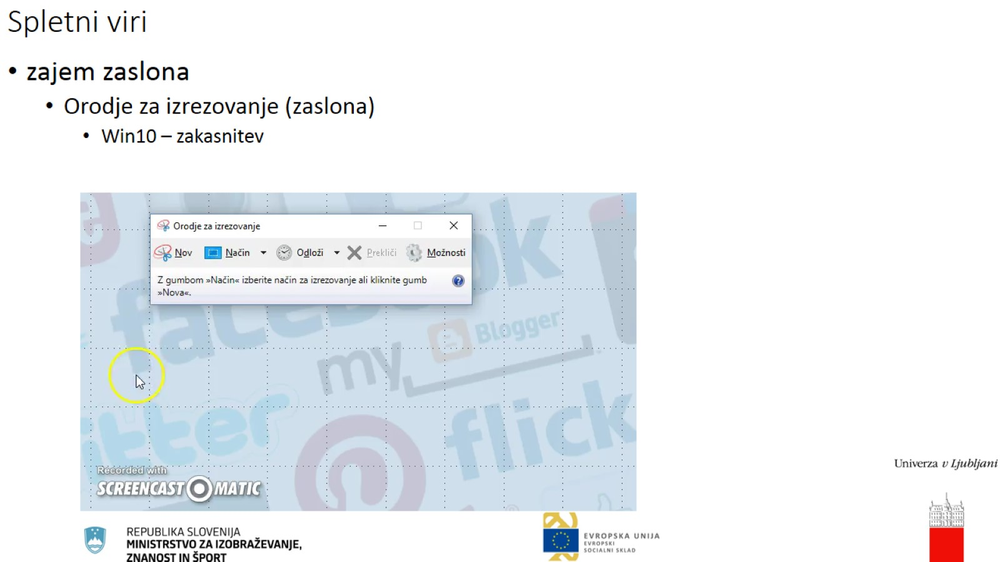 Spletni viri
• zajem zaslona
• Orodje za izrezovanje (zaslona)
• Win10 – zakasnitev
Orodje za izrezovanje
Nov Način Odloži Prekliči Možnosti
Z gumbom »Način« izberite način za izrezovanje ali kliknite gumb
»Nova«.
facebook
Blogger
my
twitter
flick
Recorded with
SCREENCAST O MATIC
Univerza v Ljubljani
REPUBLIKA SLOVENIJA
MINISTRSTVO ZA IZOBRAŽEVANJE,
ZNANOST IN ŠPORT
EVROPSKA UNIJA
EVROPSKI
SOCIALNI SKLAD